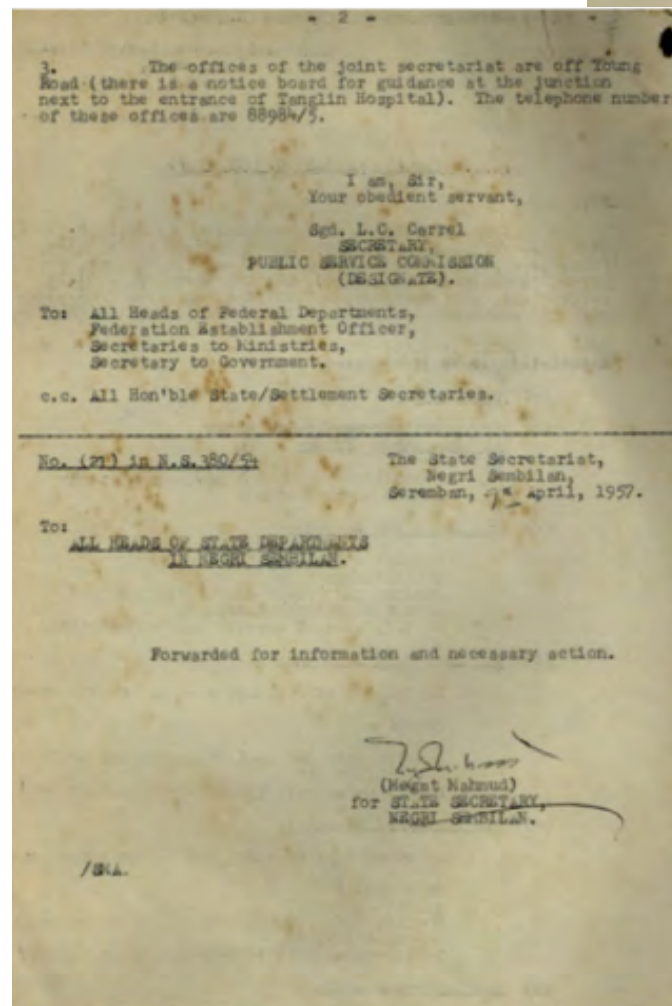 - 2 -
3. The offices of the joint secretariat are off Young
Road (there is a notice board for guidance at the junction
next to the entrance of Tanglin Hospital). The telephone number
of these offices are 88984/5.
I am, Sir,
Your obedient servant,
Sgd. L.C. Carrel
SECRETARY,
PUBLIC SERVICE COMMISSION
(DESIGNATE).
To: All Heads of Federal Departments,
Federation Establishment Officer,
Secretaries to Ministries,
Secretary to Government.
c.c. All Hon'ble State/Settlement Secretaries.
No. (21) in N.S.380/54
The State Secretariat,
Negri Sembilan,
Seremban, April, 1957.
To:
ALL HEADS OF STATE DEPARTMENTS
IN NEGRI SEMBILAN.
Forwarded for information and necessary action.
(Megat Mahmud)
for STATE SECRETARY,
NEGRI SEMBILAN.